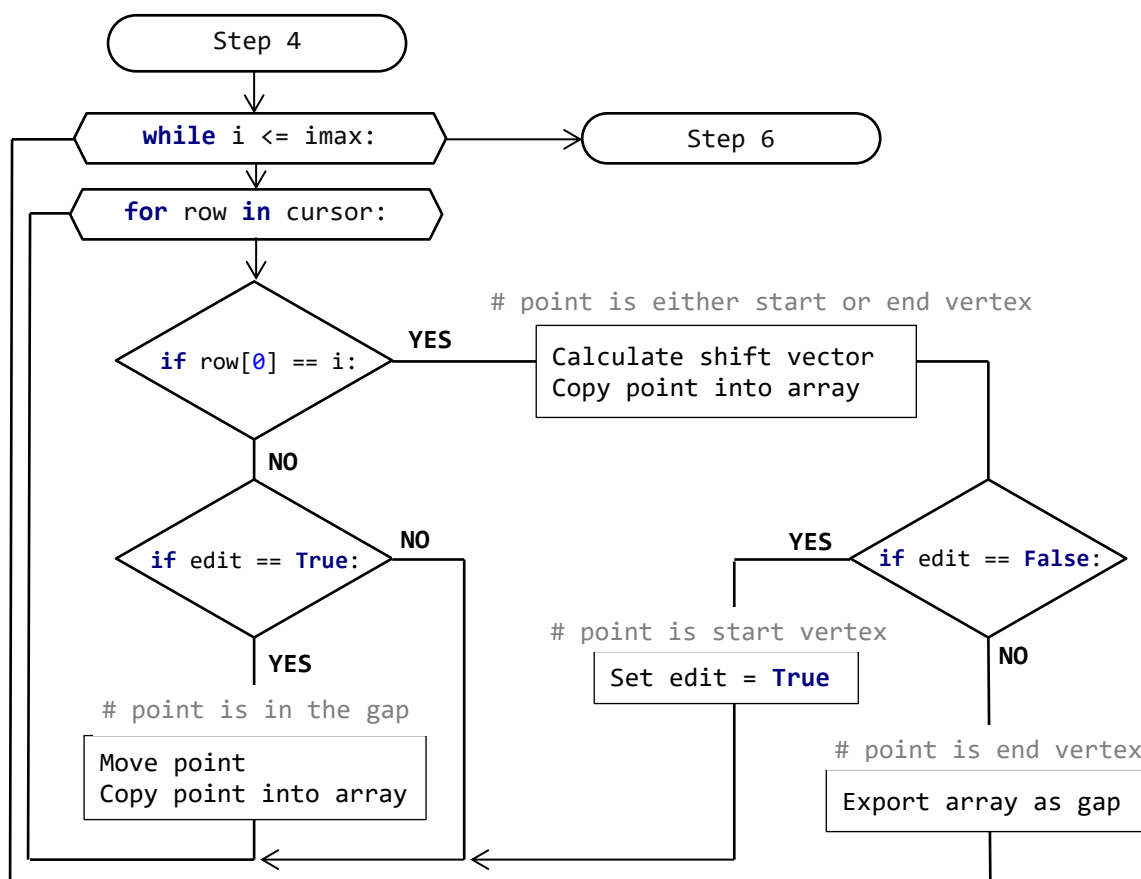 Step 4
while i <= imax:
Step 6
for row in cursor:
# point is either start or end vertex
if row[0] == i:
YES
Calculate shift vector
Copy point into array
NO
if edit == True:
NO
YES
if edit == False:
# point is start vertex
YES
NO
Set edit = True
# point is in the gap
# point is end vertex
Move point
Copy point into array
Export array as gap